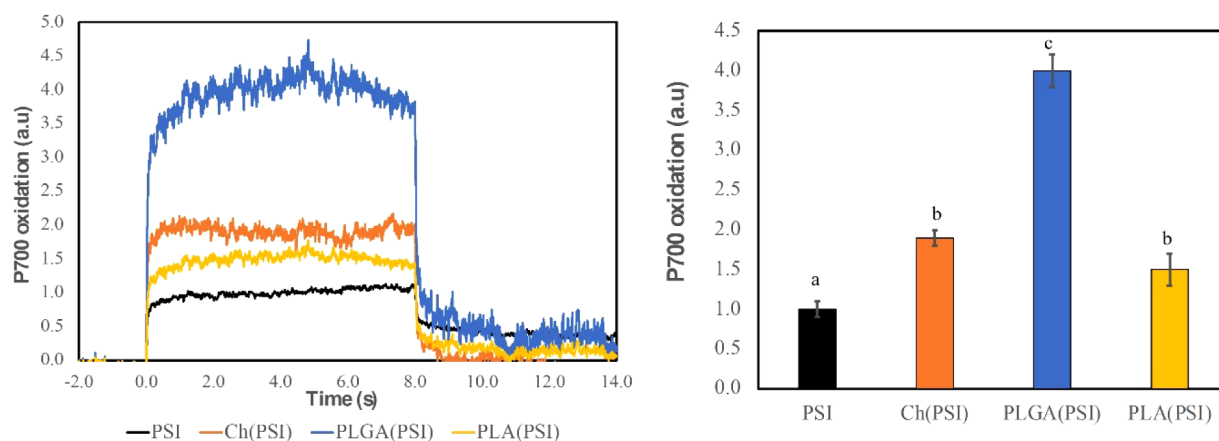 5.0
4.5
4.0
3.5
3.0
2.5
2.0
1.5
1.0
0.5
0.0
P700 oxidation (a.u)
-2.0 0.0 2.0 4.0 6.0 8.0 10.0 12.0 14.0
Time (s)
PSI Ch(PSI) PLGA(PSI) PLA(PSI)
4.5
4.0
3.5
3.0
2.5
2.0
1.5
1.0
0.5
0.0
P700 oxidation (a.u)
a
b
c
b
PSI Ch(PSI) PLGA(PSI) PLA(PSI)